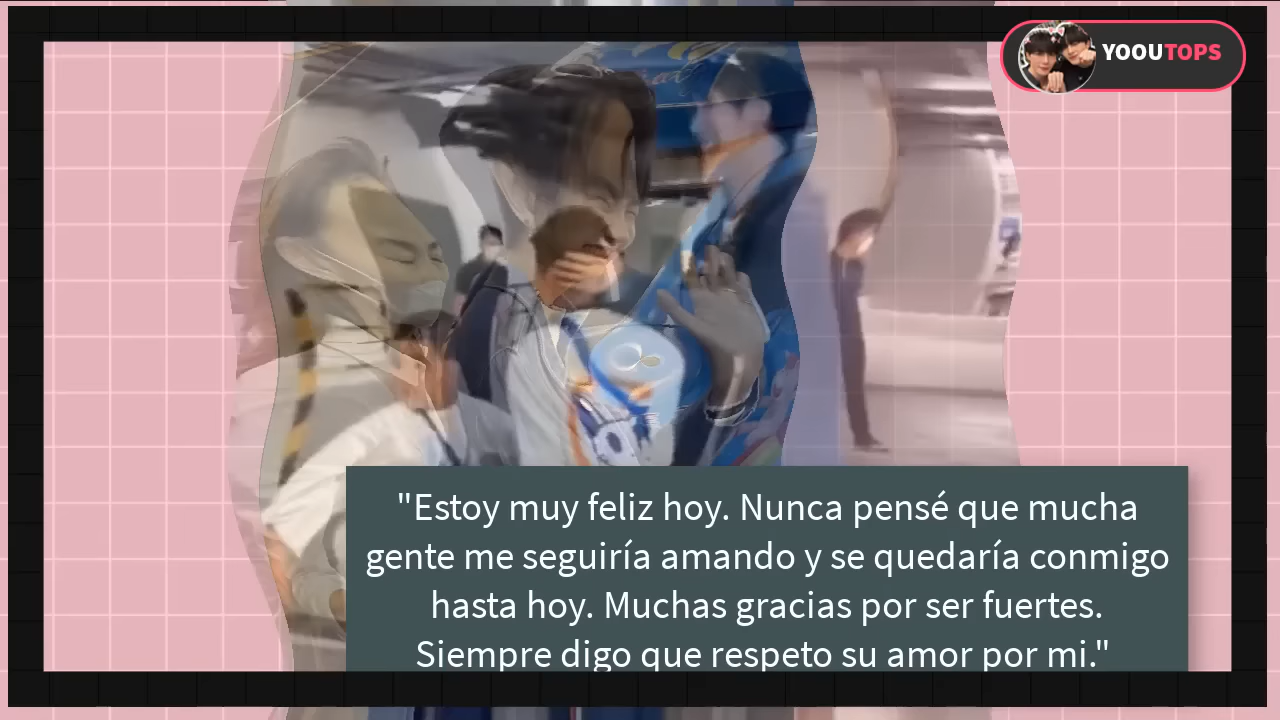 YOOUTOPS
"Estoy muy feliz hoy. Nunca pensé que mucha
gente me seguiría amando y se quedaría conmigo
hasta hoy. Muchas gracias por ser fuertes.
Siempre digo que respeto su amor por mi."